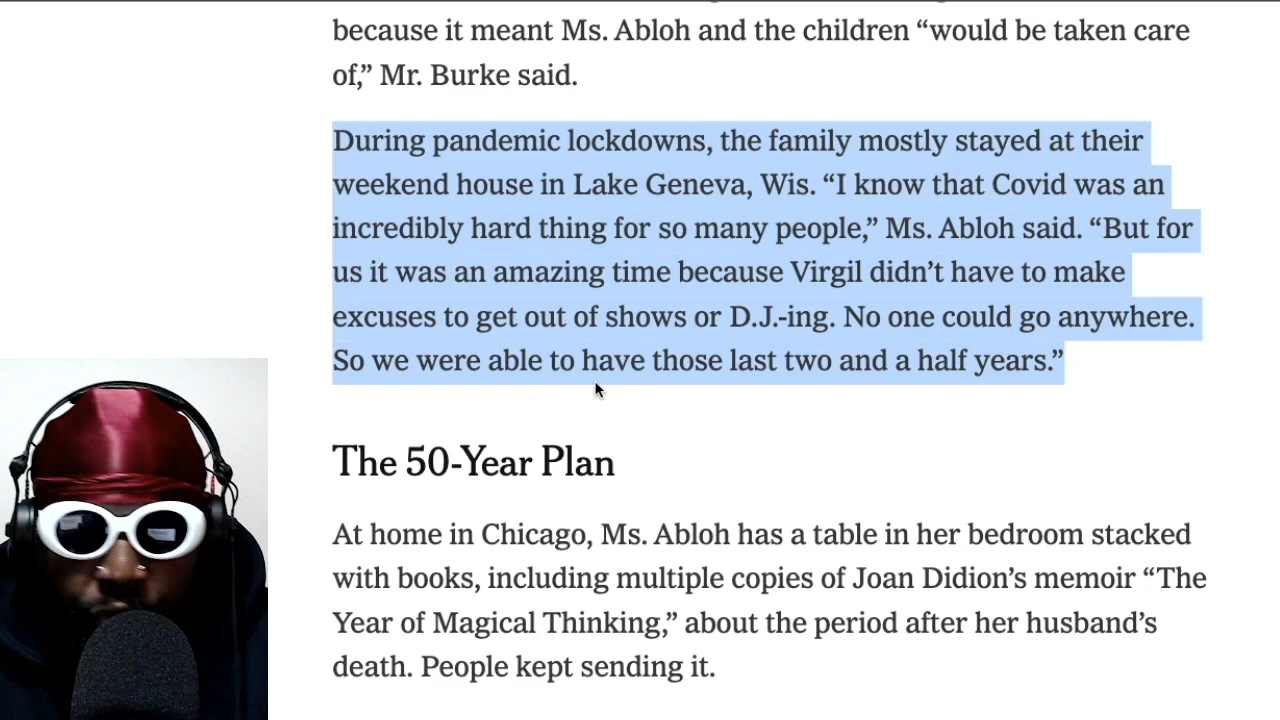 because it meant Ms. Abloh and the children “would be taken care
of,” Mr. Burke said.
During pandemic lockdowns, the family mostly stayed at their
weekend house in Lake Geneva, Wis. “I know that Covid was an
incredibly hard thing for so many people,” Ms. Abloh said. “But for
us it was an amazing time because Virgil didn’t have to make
excuses to get out of shows or D.J.-ing. No one could go anywhere.
So we were able to have those last two and a half years.”
The 50-Year Plan
At home in Chicago, Ms. Abloh has a table in her bedroom stacked
with books, including multiple copies of Joan Didion’s memoir “The
Year of Magical Thinking,” about the period after her husband’s
death. People kept sending it.